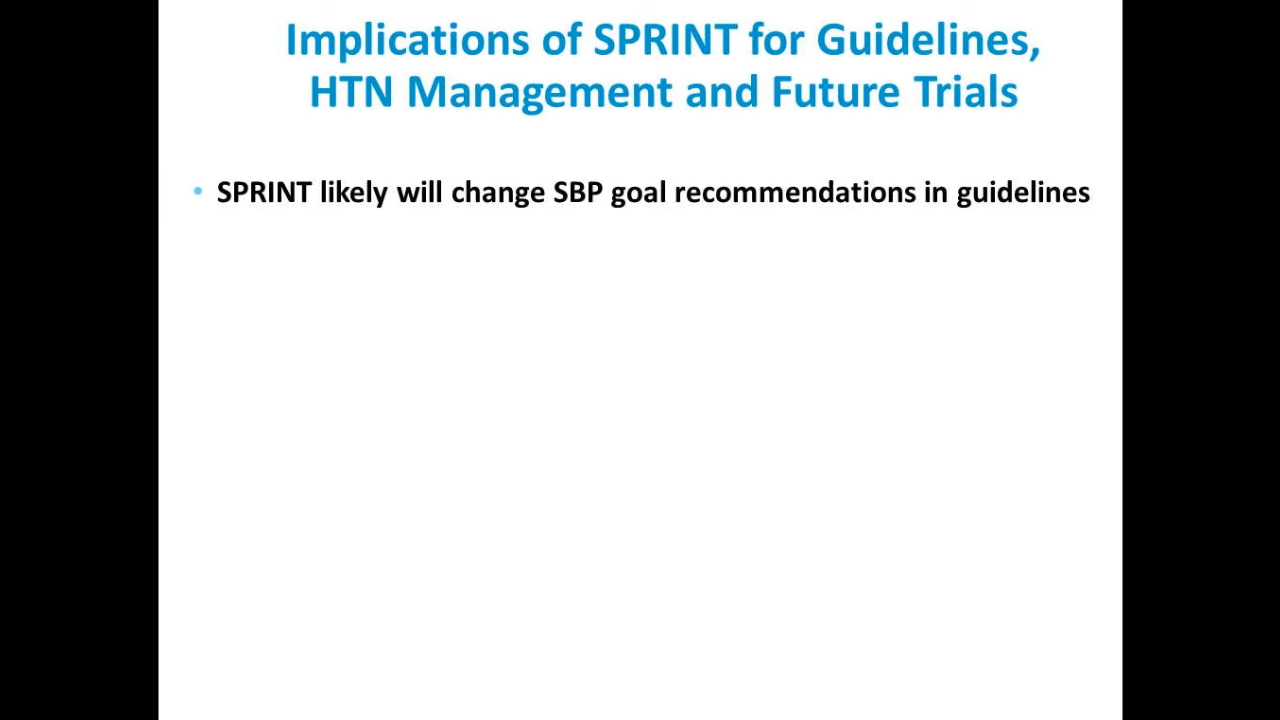 Implications of SPRINT for Guidelines,
HTN Management and Future Trials
• SPRINT likely will change SBP goal recommendations in guidelines